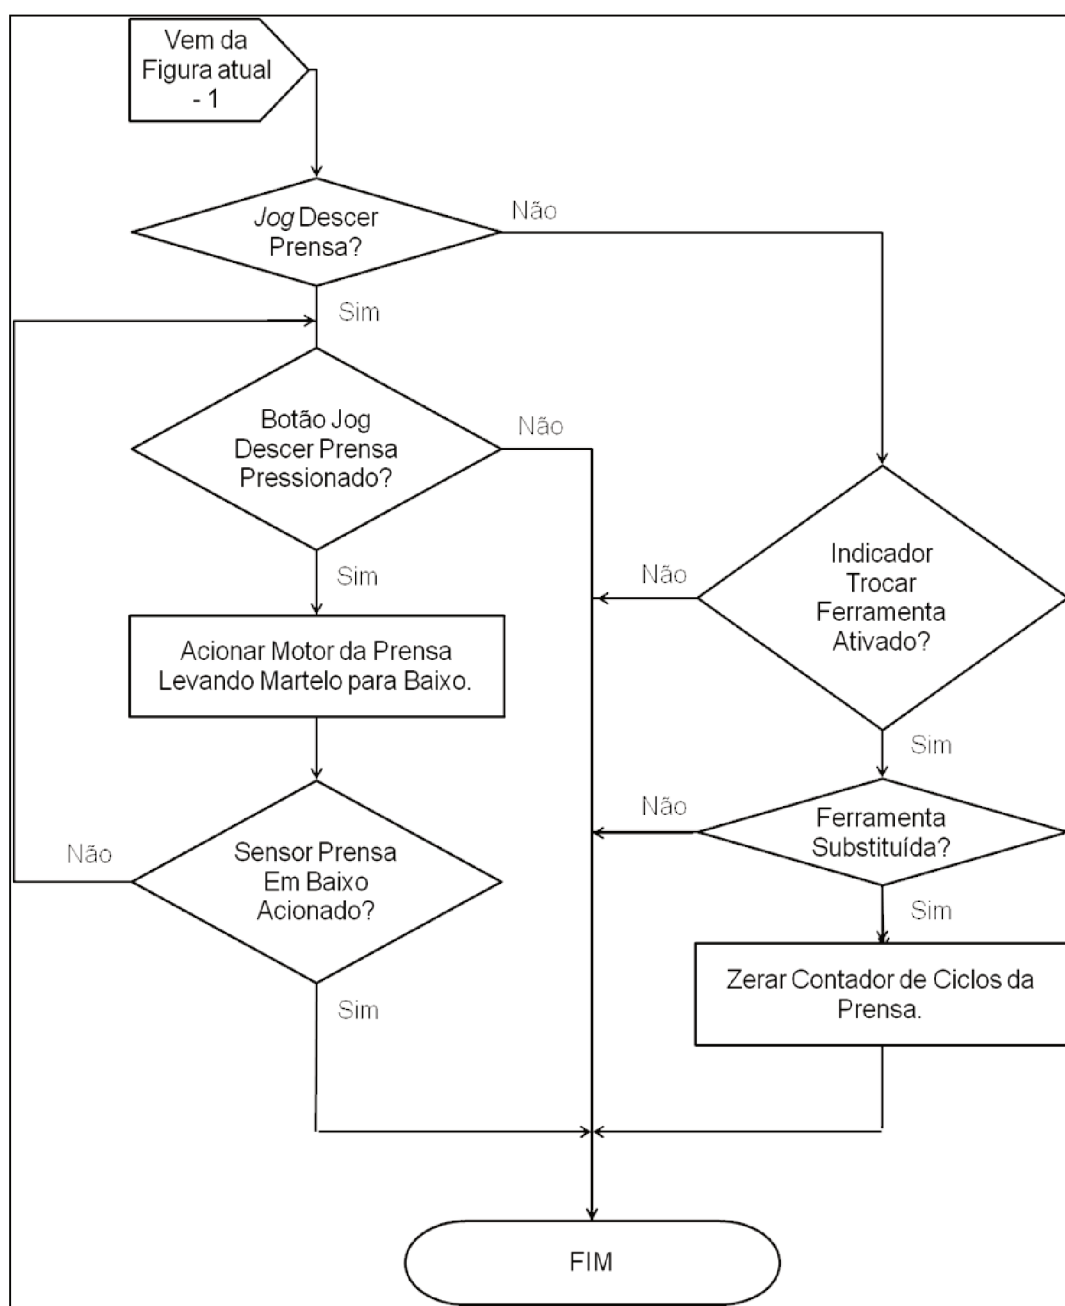 Vem da
Figura atual
- 1
Jog Descer
Prensa?
Não
Sim
Botão Jog
Descer Prensa
Pressionado?
Não
Sim
Indicador
Trocar
Ferramenta
Ativado?
Não
Sim
Acionar Motor da Prensa
Levando Martelo para Baixo.
Ferramenta
Substituída?
Não
Sim
Sensor Prensa
Em Baixo
Acionado?
Não
Sim
Zerar Contador de Ciclos da
Prensa.
FIM